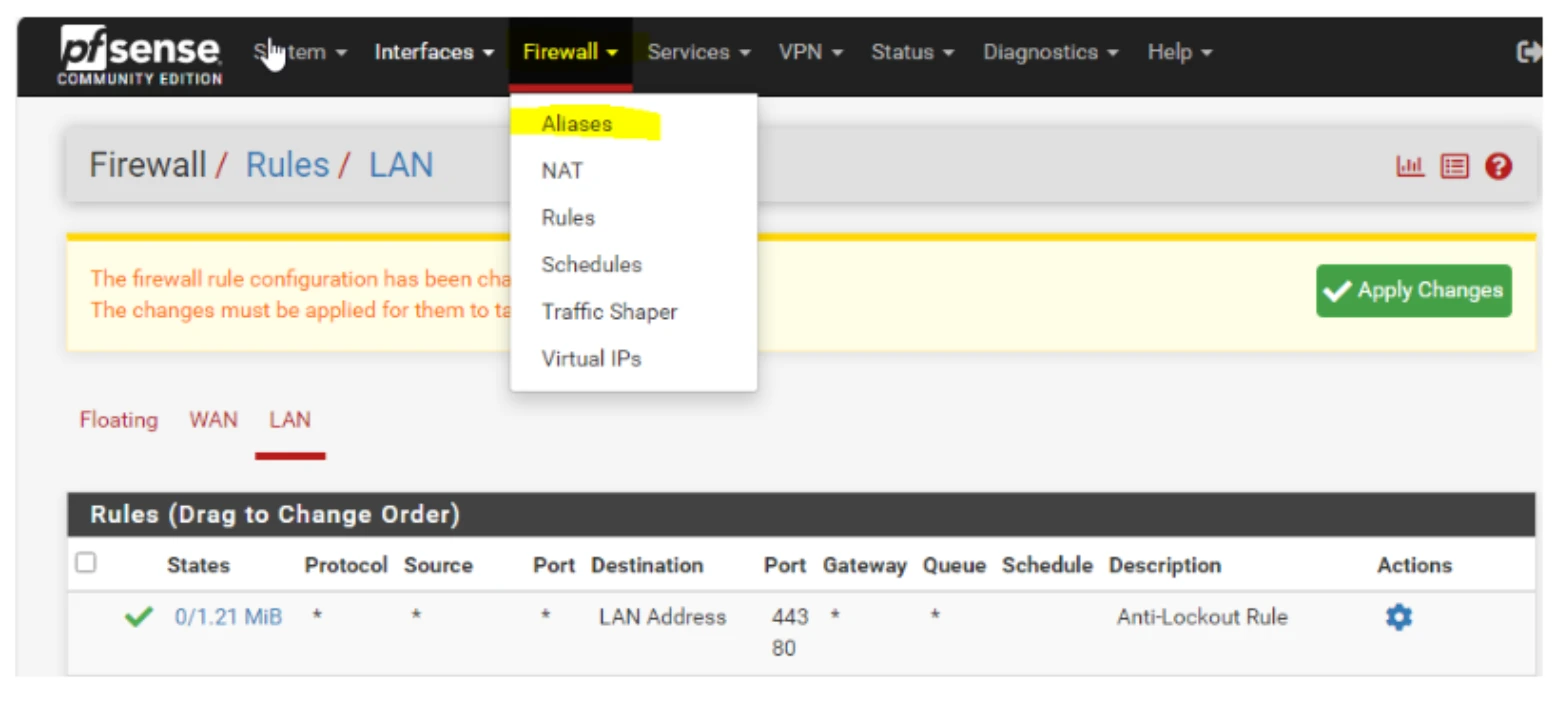 pfsense System Interfaces Firewall Services VPN Status Diagnostics Help
COMMUNITY EDITION
Aliases
NAT
Rules
Schedules
Traffic Shaper
Virtual IPs
Firewall / Rules / LAN
The firewall rule configuration has been cha
The changes must be applied for them to ta
Apply Changes
Floating WAN LAN
Rules (Drag to Change Order)
States Protocol Source Port Destination Port Gateway Queue Schedule Description Actions
0/1.21 MiB * * * LAN Address 443 * * Anti-Lockout Rule
80